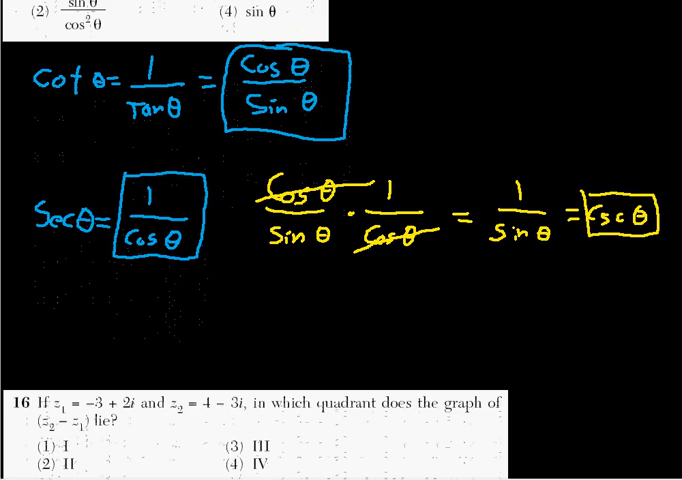 (2) sin θ / cos² θ (4) sin θ
Cot θ = 1 / Tan θ = Cos θ / Sin θ
Sec θ = 1 / Cos θ
Cos θ / Sin θ · 1 / Cos θ = 1 / Sin θ = Csc θ
16 If z₁ = −3 + 2i and z₂ = 4 − 3i, in which quadrant does the graph of
(z₂ − z₁) lie?
(1) I (3) III
(2) II (4) IV